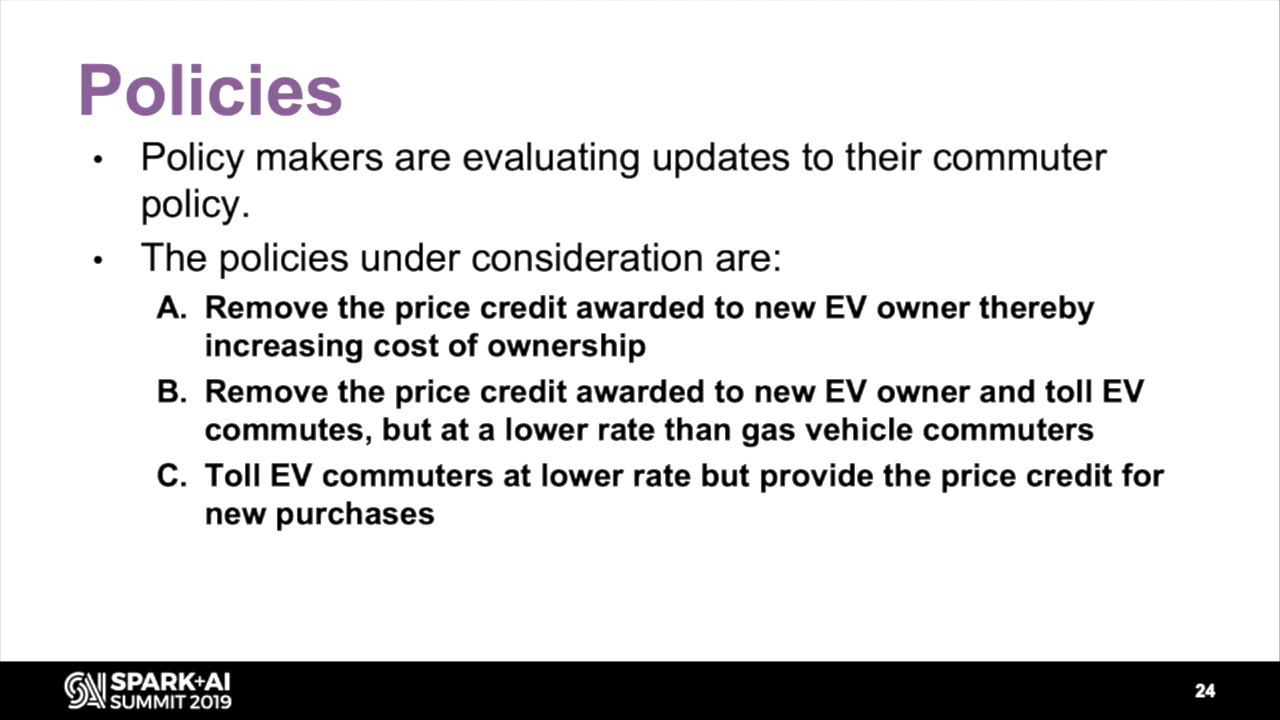 Policies
• Policy makers are evaluating updates to their commuter
policy.
• The policies under consideration are:
A. Remove the price credit awarded to new EV owner thereby
increasing cost of ownership
B. Remove the price credit awarded to new EV owner and toll EV
commutes, but at a lower rate than gas vehicle commuters
C. Toll EV commuters at lower rate but provide the price credit for
new purchases
SPARK+AI
SUMMIT 2019
24